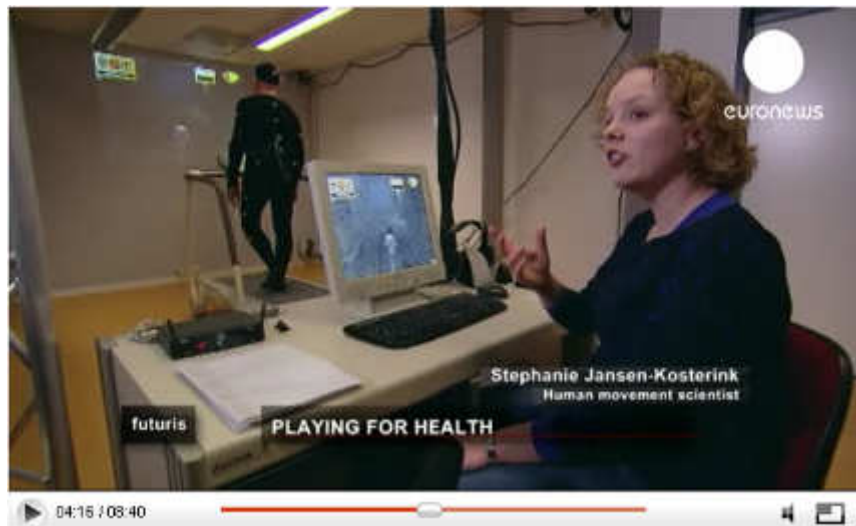 euronews
Stephanie Jansen-Kosterink
Human movement scientist
futuris
PLAYING FOR HEALTH
04:16 / 08:40